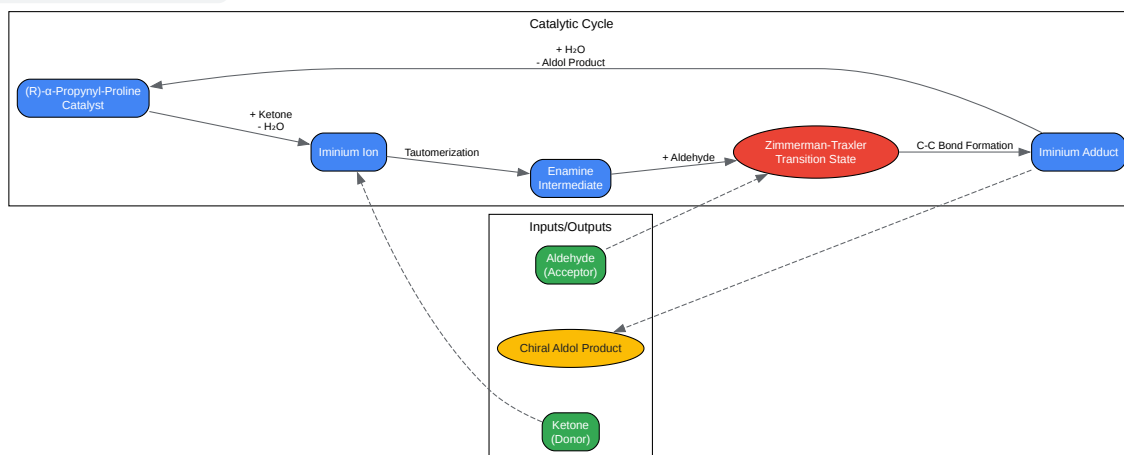 Catalytic Cycle
+ H₂O
- Aldol Product
(R)-α-Propynyl-Proline
Catalyst
+ Ketone
- H₂O
Iminium Ion
Tautomerization
Enamine
Intermediate
+ Aldehyde
Zimmerman-Traxler
Transition State
C-C Bond Formation
Iminium Adduct
Inputs/Outputs
Aldehyde
(Acceptor)
Chiral Aldol Product
Ketone
(Donor)